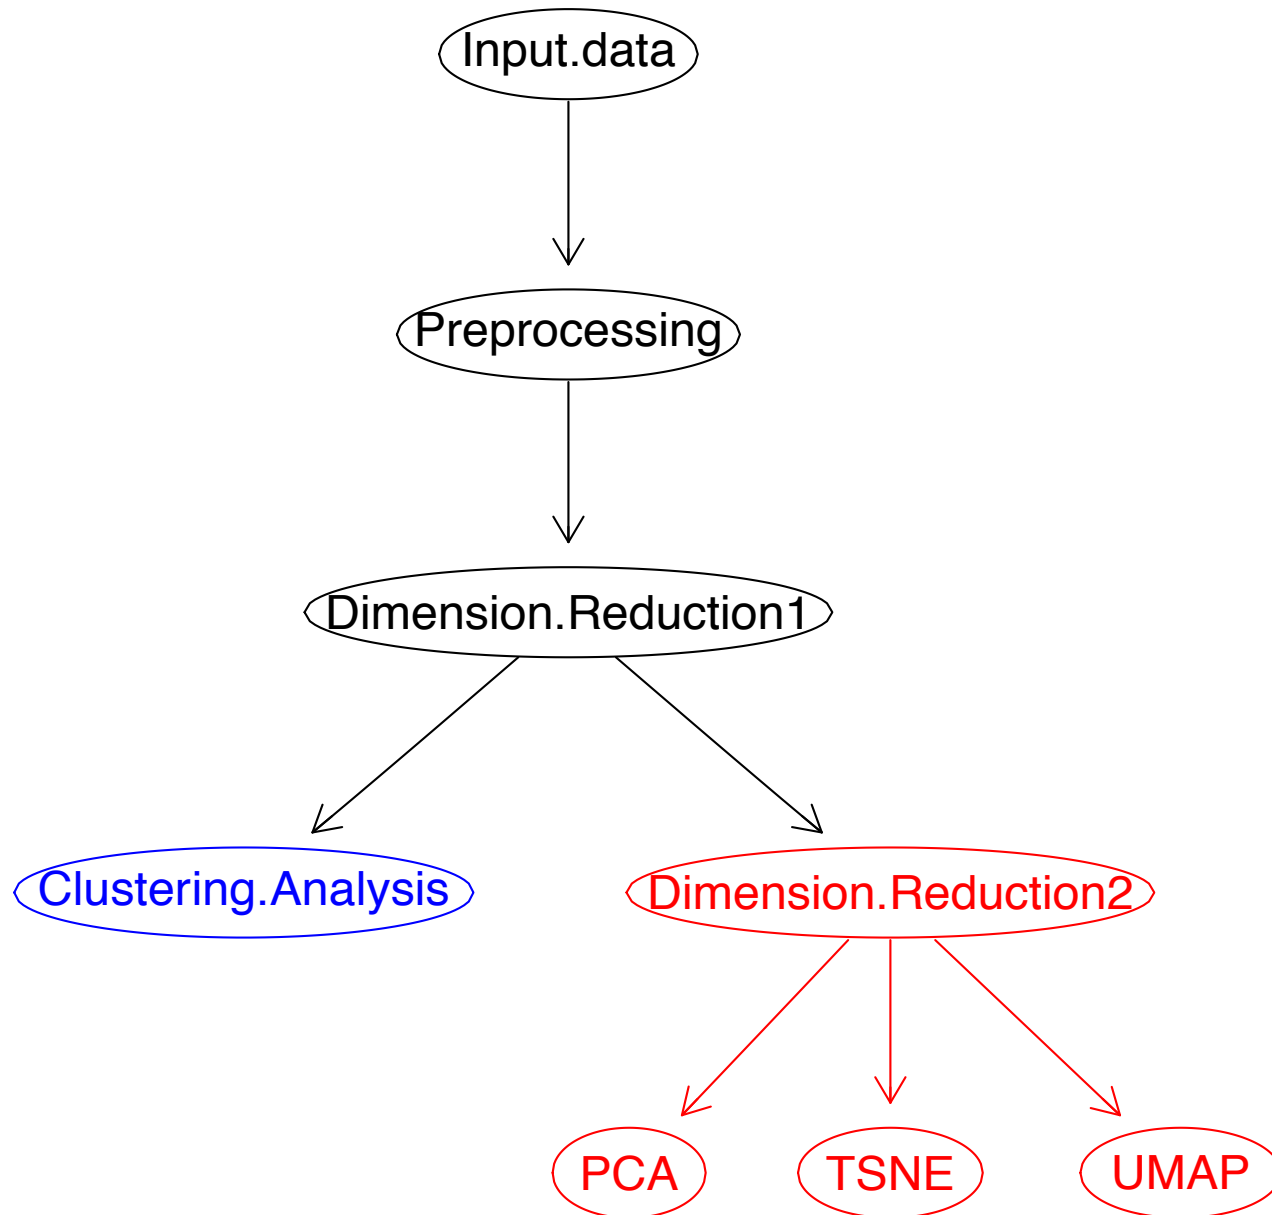 Input.data
Preprocessing
Dimension.Reduction1
Clustering.Analysis
Dimension.Reduction2
PCA
TSNE
UMAP